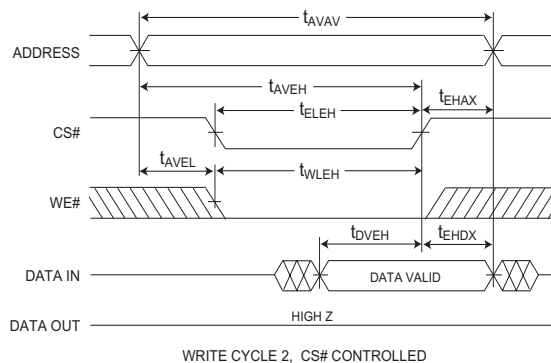 tAVAV
ADDRESS
tAVEH
tELEH
tEHAX
CS#
tAVEL
tWLEH
WE#
tDVEH
tEHDX
DATA IN
DATA VALID
HIGH Z
DATA OUT
WRITE CYCLE 2, CS# CONTROLLED